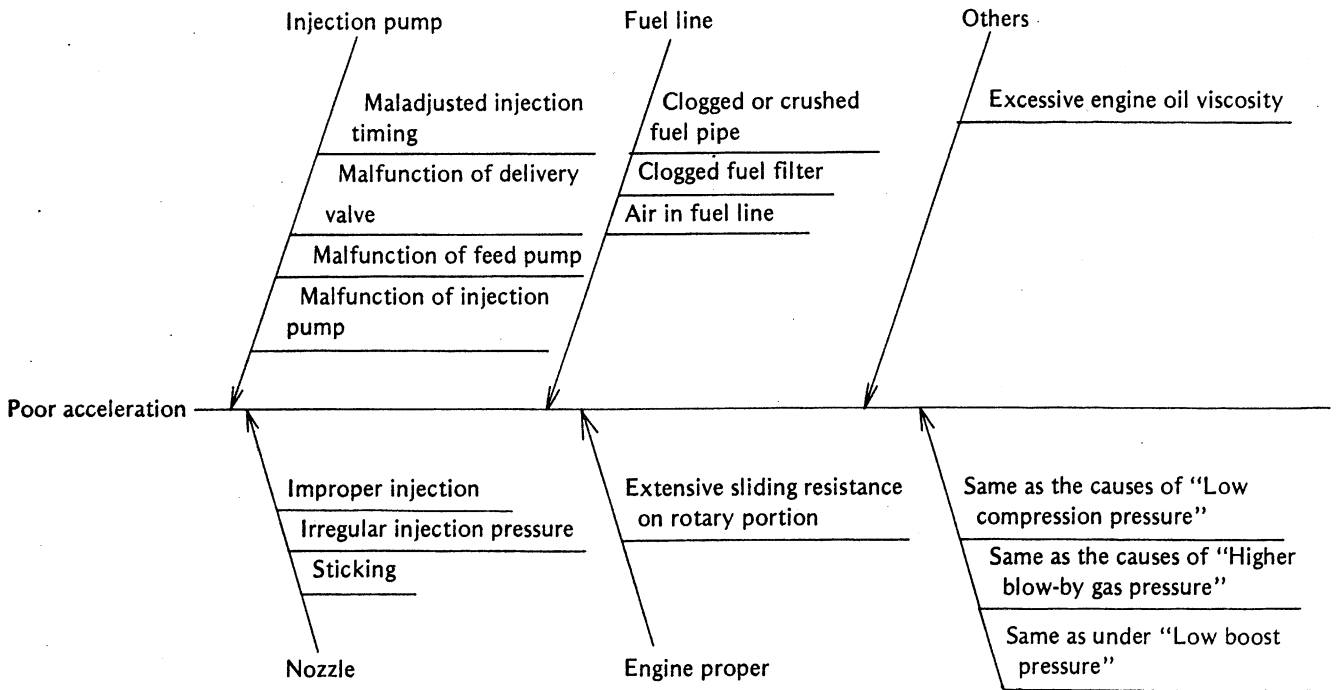 Injection pump
Fuel line
Others
Maladjusted injection
timing
Malfunction of delivery
valve
Malfunction of feed pump
Malfunction of injection
pump
Clogged or crushed
fuel pipe
Clogged fuel filter
Air in fuel line
Excessive engine oil viscosity
Poor acceleration
Improper injection
Irregular injection pressure
Sticking
Nozzle
Extensive sliding resistance
on rotary portion
Engine proper
Same as the causes of “Low
compression pressure”
Same as the causes of “Higher
blow-by gas pressure”
Same as under “Low boost
pressure”